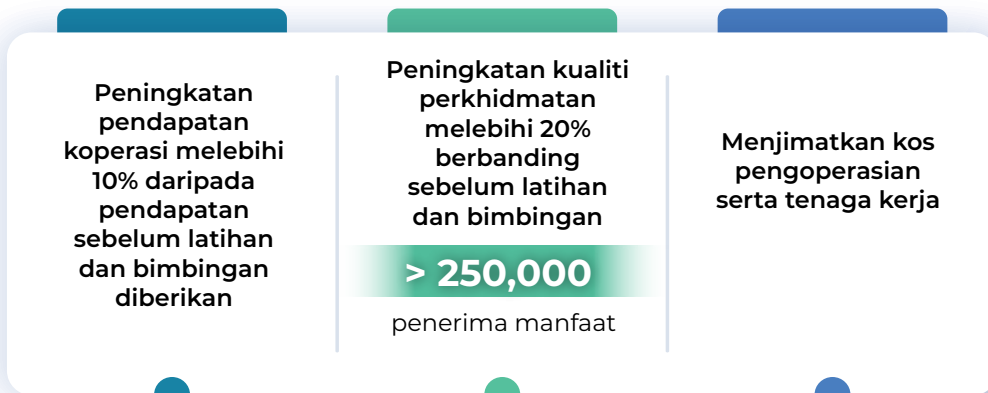 Peningkatan
pendapatan
koperasi melebihi
10% daripada
pendapatan
sebelum latihan
dan bimbingan
diberikan
Peningkatan kualiti
perkhidmatan
melebihi 20%
berbanding
sebelum latihan
dan bimbingan
> 250,000
penerima manfaat
Menjimatkan kos
pengoperasian
serta tenaga kerja